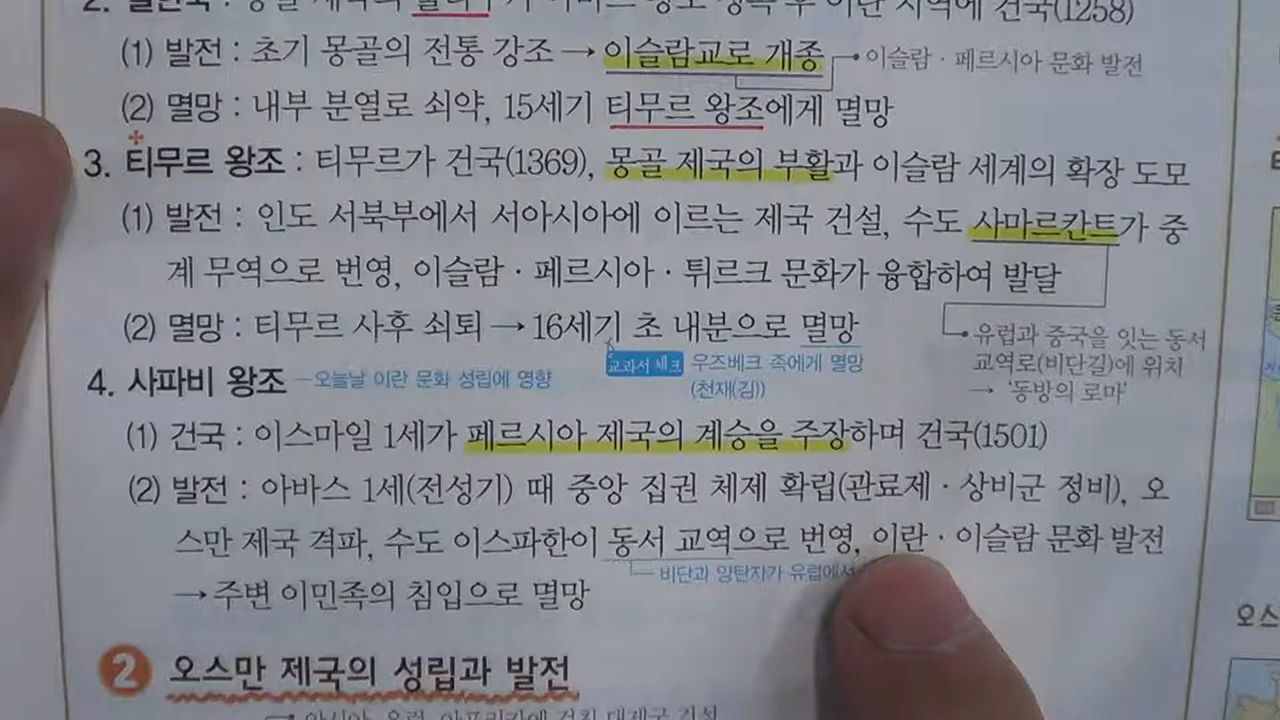 (1) 발전 : 초기 몽골의 전통 강조 → 이슬람교로 개종 이슬람 · 페르시아 문화 발전
(2) 멸망 : 내부 분열로 쇠약, 15세기 티무르 왕조에게 멸망
3. 티무르 왕조 : 티무르가 건국(1369), 몽골 제국의 부활과 이슬람 세계의 확장 도모
(1) 발전 : 인도 서북부에서 서아시아에 이르는 제국 건설, 수도 사마르칸트가 중
계 무역으로 번영, 이슬람 · 페르시아 · 튀르크 문화가 융합하여 발달
(2) 멸망 : 티무르 사후 쇠퇴 → 16세기 초 내분으로 멸망
유럽과 중국을 잇는 동서
교역로(비단길)에 위치
→ '동방의 로마'
교과서 체크 우즈베크 족에게 멸망
(천재(김))
4. 사파비 왕조 오늘날 이란 문화 성립에 영향
(1) 건국 : 이스마일 1세가 페르시아 제국의 계승을 주장하며 건국(1501)
(2) 발전 : 아바스 1세(전성기) 때 중앙 집권 체제 확립(관료제 · 상비군 정비), 오
스만 제국 격파, 수도 이스파한이 동서 교역으로 번영, 이란 · 이슬람 문화 발전
비단과 양탄자가 유럽에서
→ 주변 이민족의 침입으로 멸망
2 오스만 제국의 성립과 발전